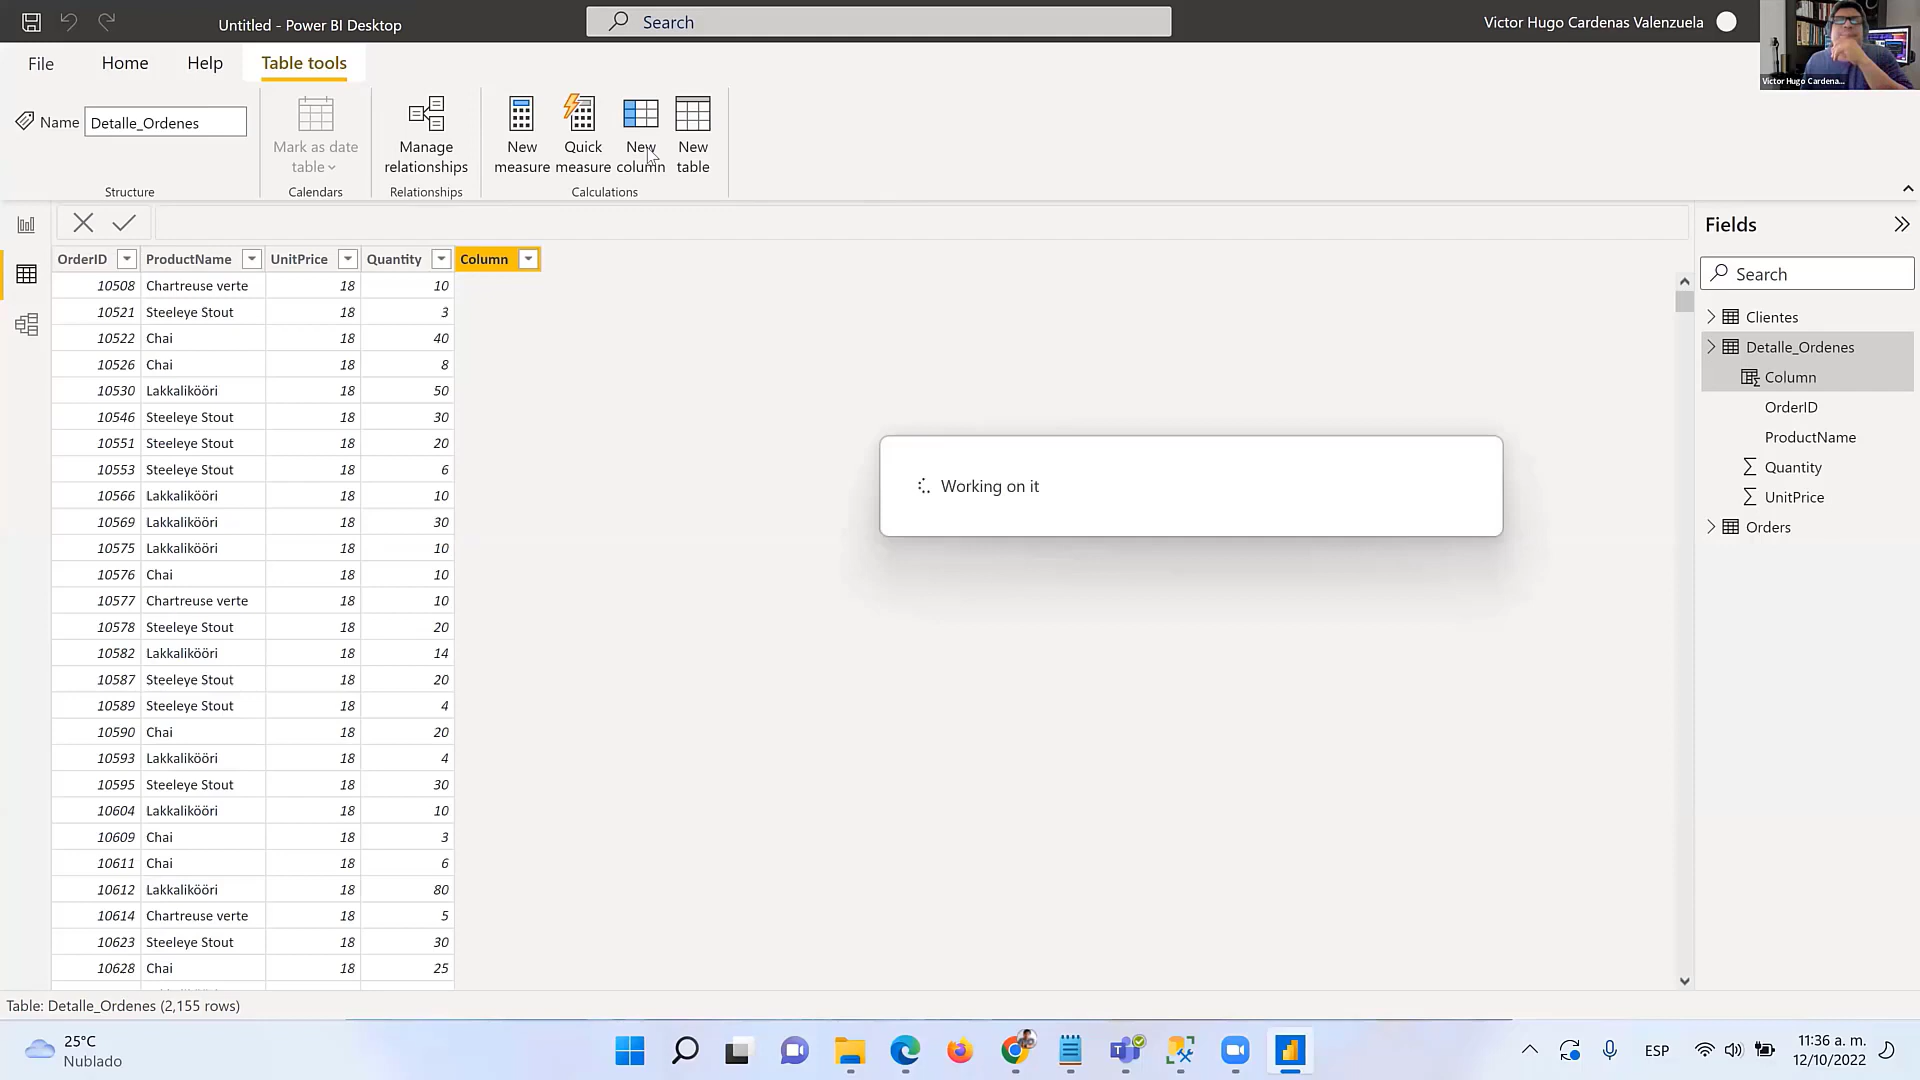 Untitled - Power BI Desktop
Search
Victor Hugo Cardenas Valenzuela
Victor Hugo Cardena...
File
Home
Help
Table tools
Name
Detalle_Ordenes
Mark as date
table
Manage
relationships
New
measure
Quick
measure
New
column
New
table
Structure
Calendars
Relationships
Calculations
OrderID ProductName UnitPrice Quantity Column
10508 Chartreuse verte 18 10
10521 Steeleye Stout 18 3
10522 Chai 18 40
10526 Chai 18 8
10530 Lakkalikööri 18 50
10546 Steeleye Stout 18 30
10551 Steeleye Stout 18 20
10553 Steeleye Stout 18 6
10566 Lakkalikööri 18 10
10569 Lakkalikööri 18 30
10575 Lakkalikööri 18 10
10576 Chai 18 10
10577 Chartreuse verte 18 10
10578 Steeleye Stout 18 20
10582 Lakkalikööri 18 14
10587 Steeleye Stout 18 20
10589 Steeleye Stout 18 4
10590 Chai 18 20
10593 Lakkalikööri 18 4
10595 Steeleye Stout 18 30
10604 Lakkalikööri 18 10
10609 Chai 18 3
10611 Chai 18 6
10612 Lakkalikööri 18 80
10614 Chartreuse verte 18 5
10623 Steeleye Stout 18 30
10628 Chai 18 25
Working on it
Fields
Search
Clientes
Detalle_Ordenes
Column
OrderID
ProductName
Quantity
UnitPrice
Orders
Table: Detalle_Ordenes (2,155 rows)
25°C
Nublado
ESP
11:36 a. m.
12/10/2022